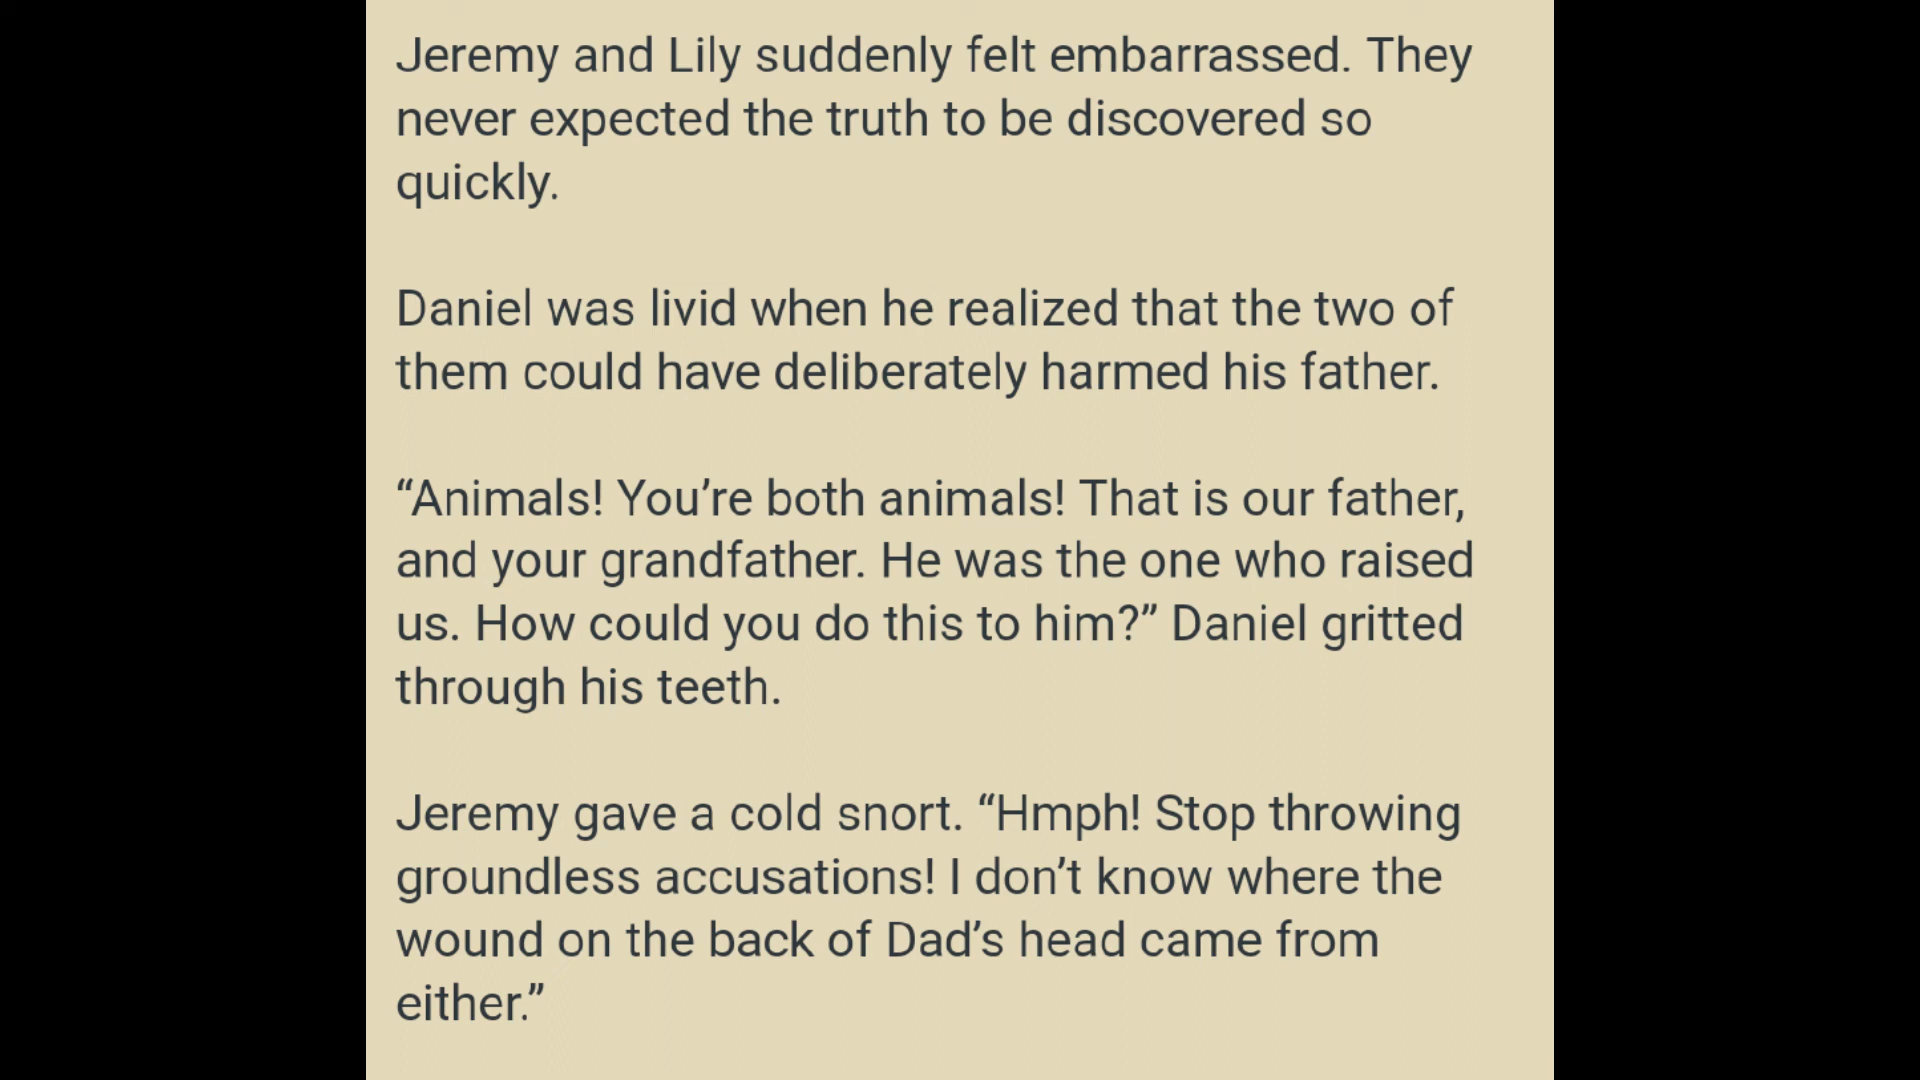 Jeremy and Lily suddenly felt embarrassed. They
never expected the truth to be discovered so
quickly.
Daniel was livid when he realized that the two of
them could have deliberately harmed his father.
“Animals! You’re both animals! That is our father,
and your grandfather. He was the one who raised
us. How could you do this to him?” Daniel gritted
through his teeth.
Jeremy gave a cold snort. “Hmph! Stop throwing
groundless accusations! I don’t know where the
wound on the back of Dad’s head came from
either.”